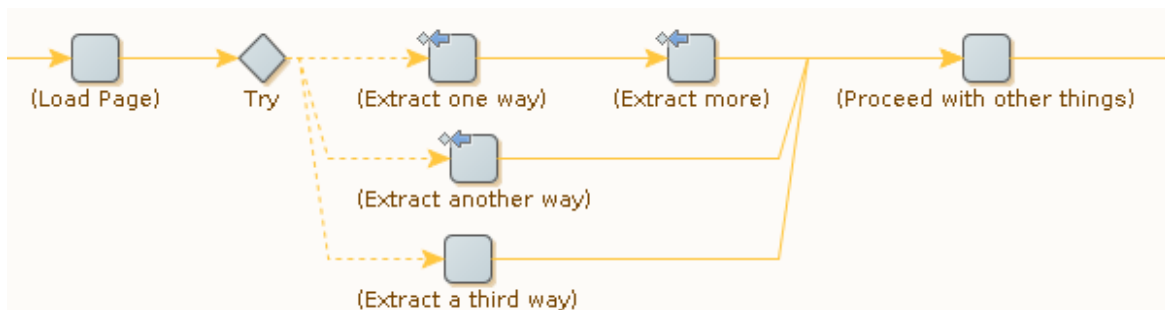 (Load Page)
Try
(Extract one way)
(Extract more)
(Proceed with other things)
(Extract another way)
(Extract a third way)